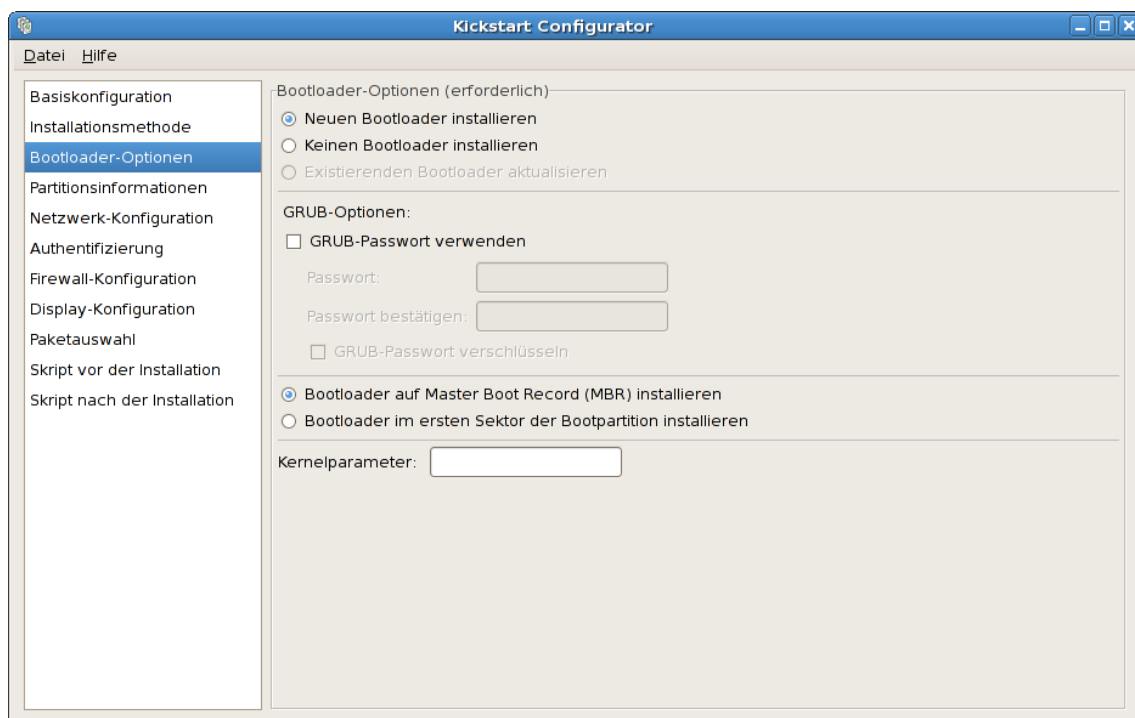 Kickstart Configurator
Datei Hilfe
Basiskonfiguration
Installationsmethode
Bootloader-Optionen
Partitionsinformationen
Netzwerk-Konfiguration
Authentifizierung
Firewall-Konfiguration
Display-Konfiguration
Paketauswahl
Skript vor der Installation
Skript nach der Installation
Bootloader-Optionen (erforderlich)
Neuen Bootloader installieren
Keinen Bootloader installieren
Existierenden Bootloader aktualisieren
GRUB-Optionen:
GRUB-Passwort verwenden
Passwort:
Passwort bestätigen:
GRUB-Passwort verschlüsseln
Bootloader auf Master Boot Record (MBR) installieren
Bootloader im ersten Sektor der Bootpartition installieren
Kernelparameter: